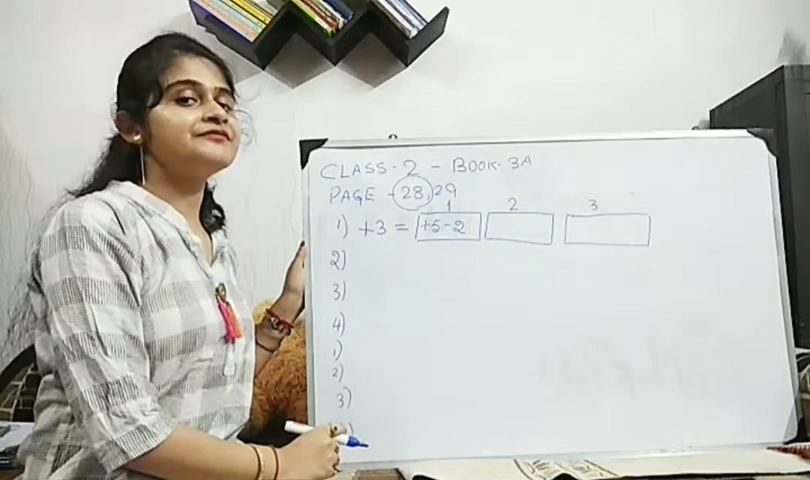 CLASS-2 - BOOK-3A
PAGE - 28,29
1 2 3
1) +3 = +5-2
2)
3)
4)
1)
2)
3)